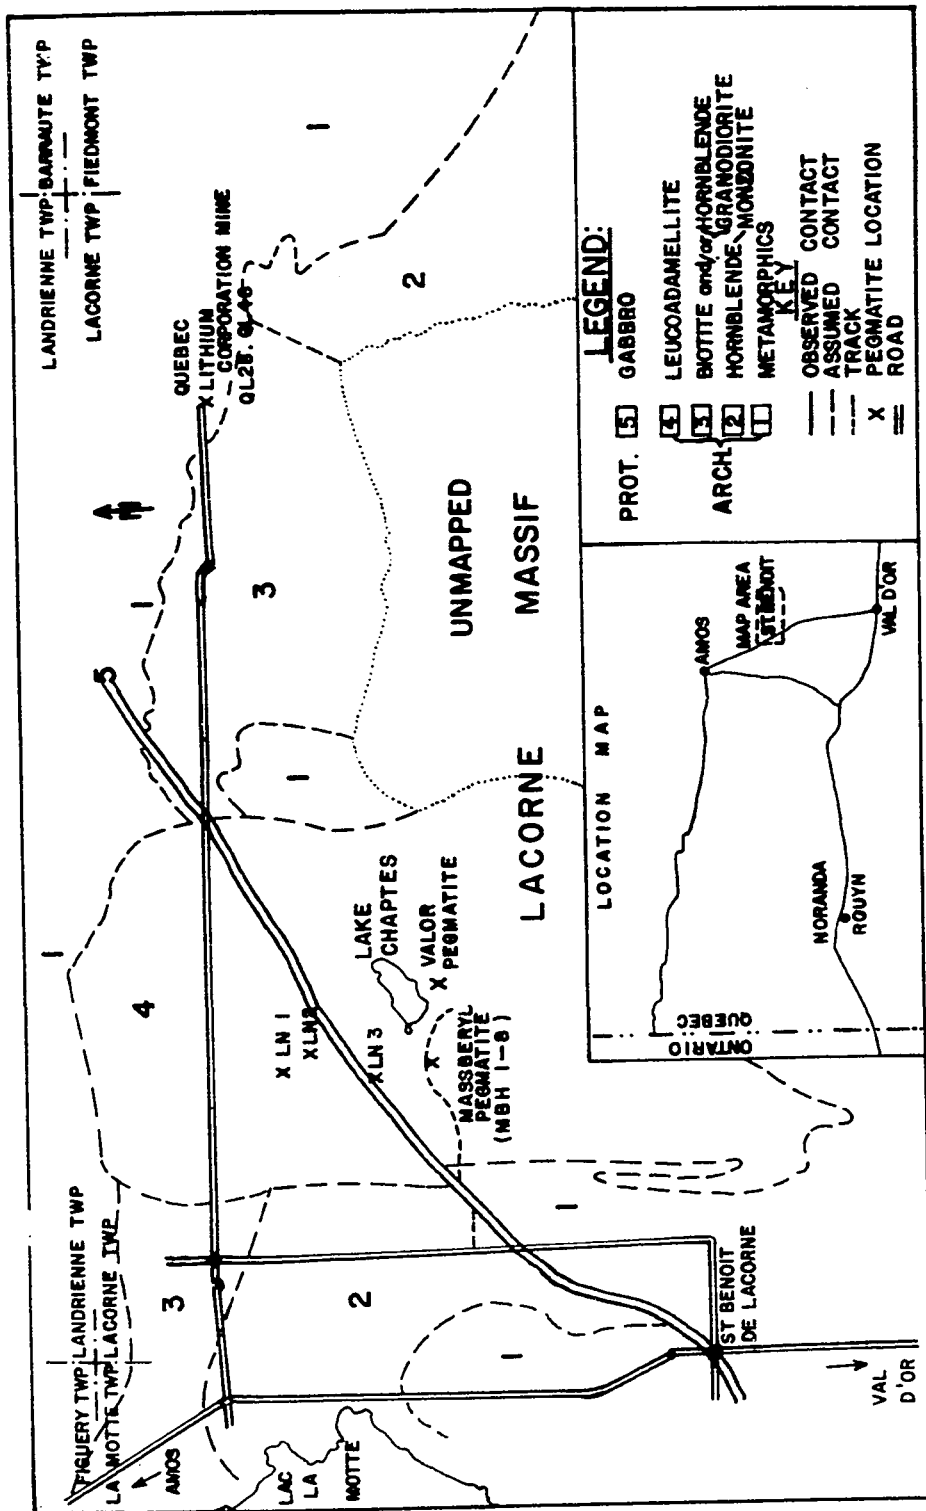 FIGUERY TWP. LANDRIENNE TWP
LA MOTTE TWP. LACORNE TWP
AMOS
LAC
LA
MOTTE
3
2
1
4
1
X LN 1
X LN2
X LN 3
LAKE
CHAPTES
X VALOR
PEGMATITE
X
MASSBERYL
PEGMATITE
(MBH 1-8)
1
ST BENOIT
DE LACORNE
VAL
D'OR
5
1
1
3
N
QUEBEC
X LITHIUM
CORPORATION MINE
LANDRIENNE TWP. BARRAUTE TWP
LACORNE TWP PIEDMONT TWP
1
2
UNMAPPED
LACORNE MASSIF
LOCATION MAP
ONTARIO
QUEBEC
AMOS
MAP AREA
ST BENOIT
NORANDA
ROUYN
VAL D'OR
LEGEND:
PROT. 5 GABBRO
4 LEUCOADAMELLITE
3 BIOTITE and/or HORNBLENDE
GRANODIORITE
ARCH.
2 HORNBLENDE MONZONITE
1 METAMORPHICS
KEY
OBSERVED CONTACT
ASSUMED CONTACT
TRACK
X PEGMATITE LOCATION
ROAD